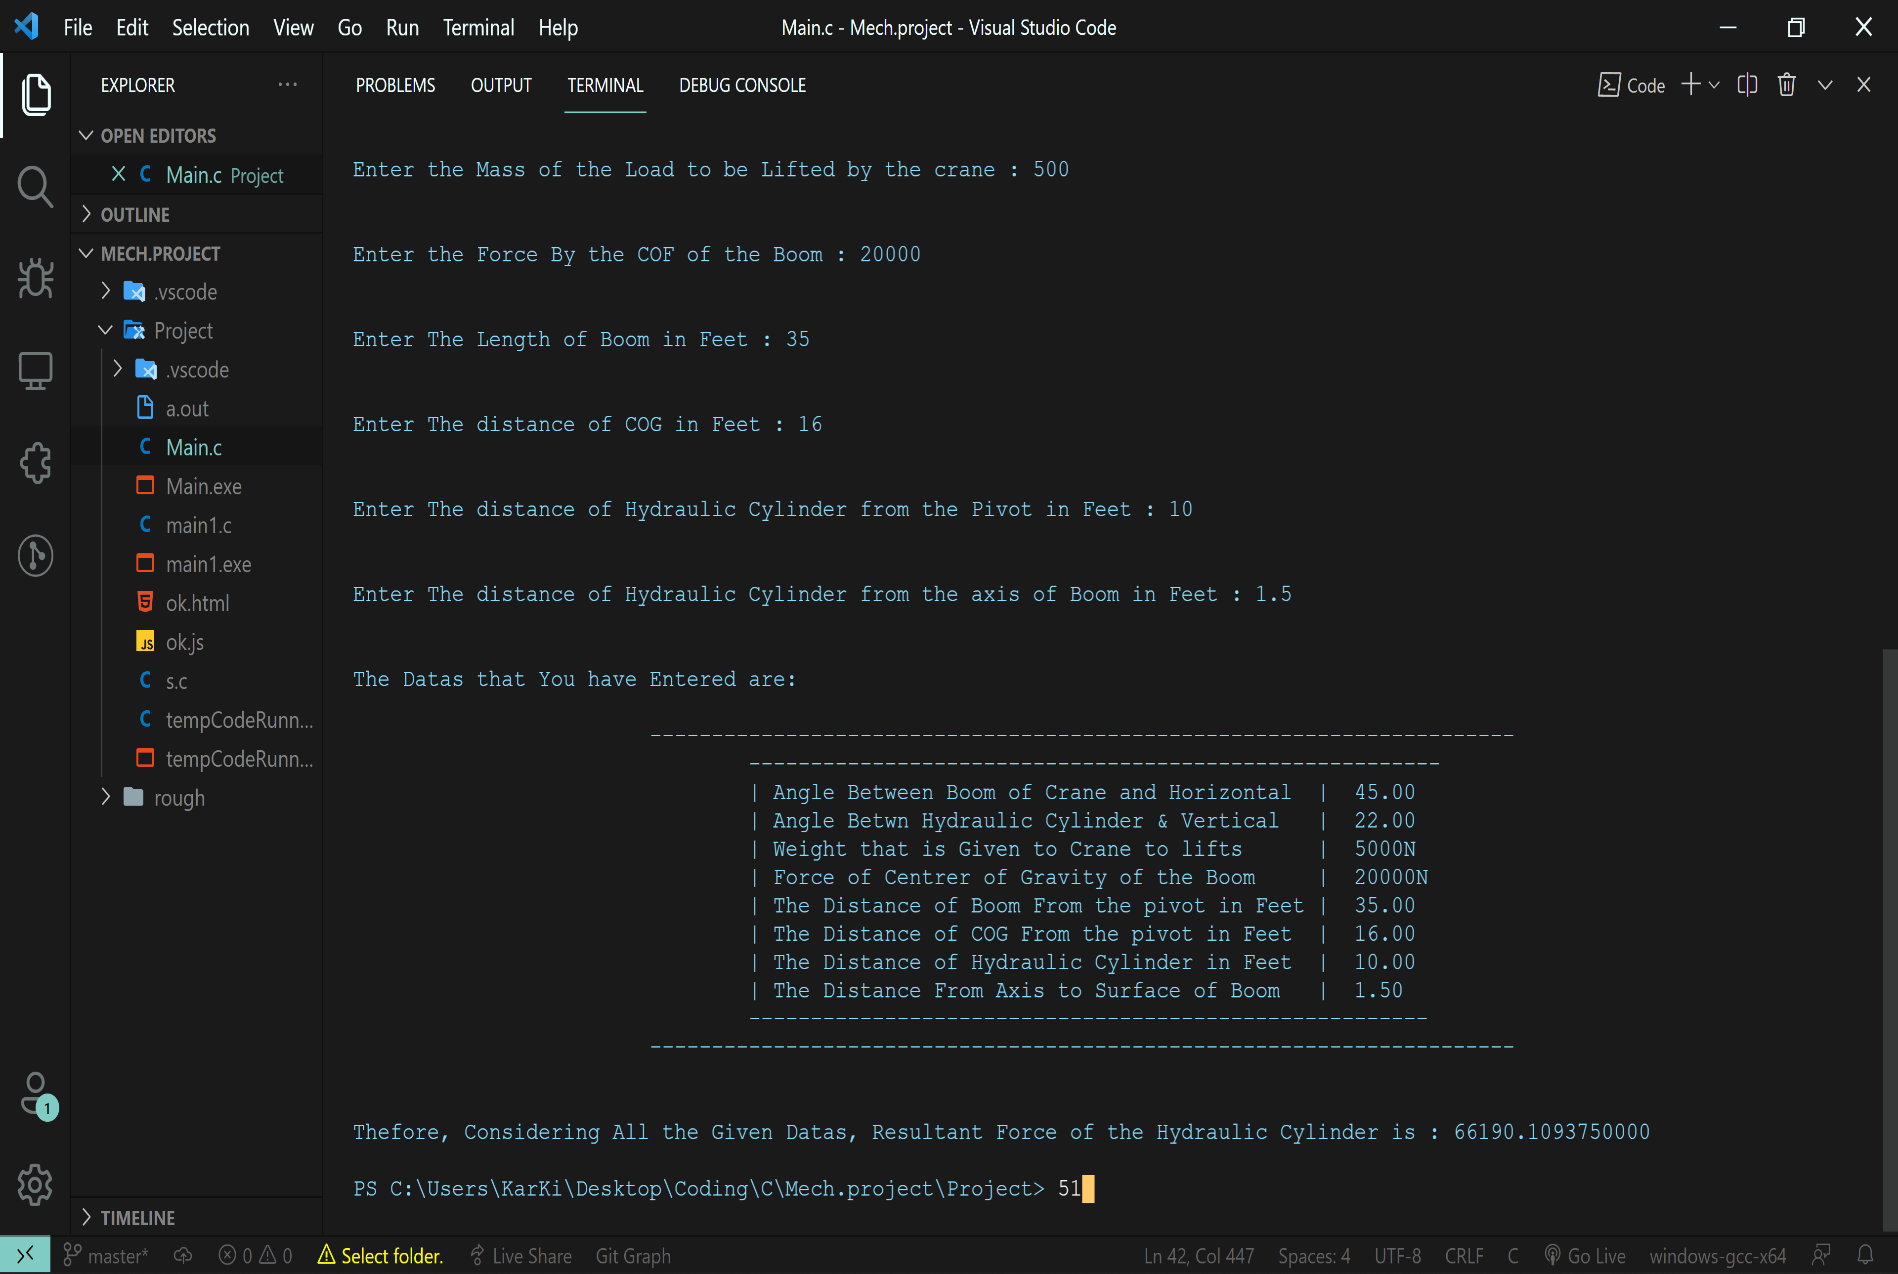 File Edit Selection View Go Run Terminal Help
Main.c - Mech.project - Visual Studio Code
EXPLORER ...
OPEN EDITORS
Main.c Project
OUTLINE
MECH.PROJECT
.vscode
Project
.vscode
a.out
Main.c
Main.exe
main1.c
main1.exe
ok.html
ok.js
s.c
tempCodeRunn...
tempCodeRunn...
rough
TIMELINE
PROBLEMS OUTPUT TERMINAL DEBUG CONSOLE
Code
Enter the Mass of the Load to be Lifted by the crane : 500
Enter the Force By the COF of the Boom : 20000
Enter The Length of Boom in Feet : 35
Enter The distance of COG in Feet : 16
Enter The distance of Hydraulic Cylinder from the Pivot in Feet : 10
Enter The distance of Hydraulic Cylinder from the axis of Boom in Feet : 1.5
The Datas that You have Entered are:
----------------------------------------------------------------------
--------------------------------------------------------
| Angle Between Boom of Crane and Horizontal | 45.00
| Angle Betwn Hydraulic Cylinder & Vertical | 22.00
| Weight that is Given to Crane to lifts | 5000N
| Force of Centrer of Gravity of the Boom | 20000N
| The Distance of Boom From the pivot in Feet | 35.00
| The Distance of COG From the pivot in Feet | 16.00
| The Distance of Hydraulic Cylinder in Feet | 10.00
| The Distance From Axis to Surface of Boom | 1.50
-------------------------------------------------------
----------------------------------------------------------------------
Thefore, Considering All the Given Datas, Resultant Force of the Hydraulic Cylinder is : 66190.1093750000
PS C:\Users\KarKi\Desktop\Coding\C\Mech.project\Project> 51
1
master* 0 0 Select folder. Live Share Git Graph
Ln 42, Col 447 Spaces: 4 UTF-8 CRLF C Go Live windows-gcc-x64